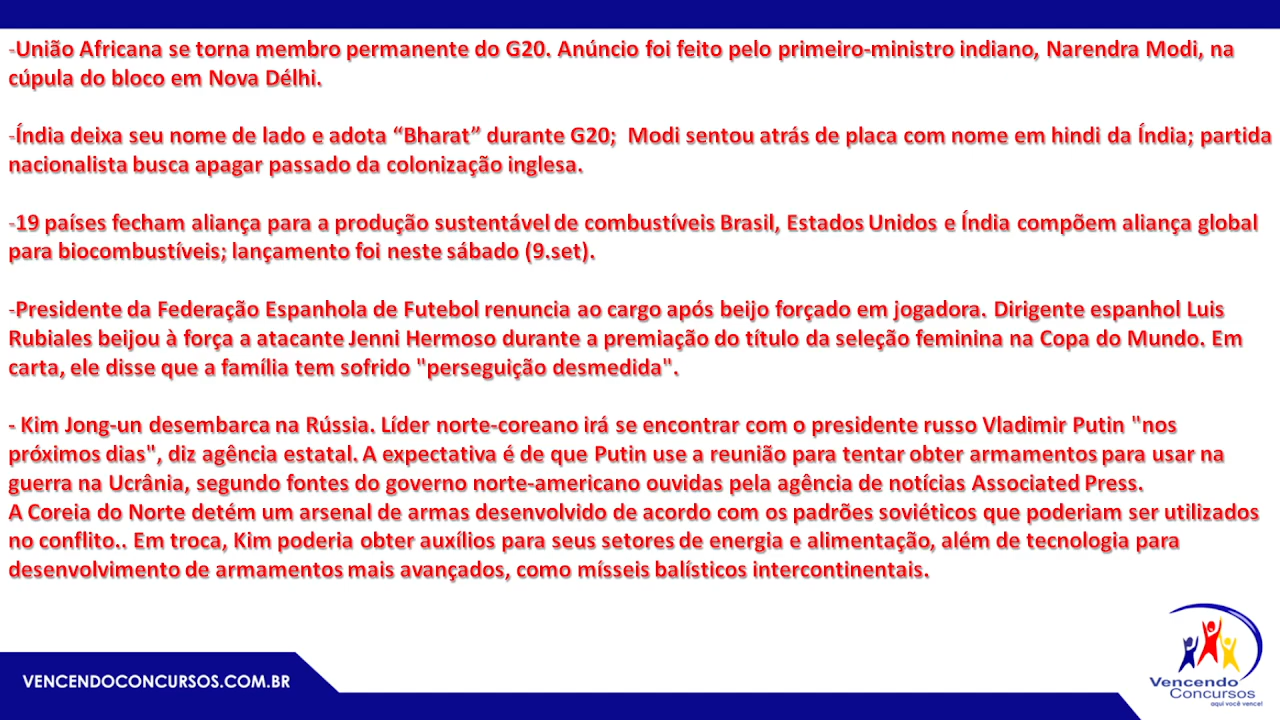 -União Africana se torna membro permanente do G20. Anúncio foi feito pelo primeiro-ministro indiano, Narendra Modi, na
cúpula do bloco em Nova Délhi.
-Índia deixa seu nome de lado e adota “Bharat” durante G20;  Modi sentou atrás de placa com nome em hindi da Índia; partida
nacionalista busca apagar passado da colonização inglesa.
-19 países fecham aliança para a produção sustentável de combustíveis Brasil, Estados Unidos e Índia compõem aliança global
para biocombustíveis; lançamento foi neste sábado (9.set).
-Presidente da Federação Espanhola de Futebol renuncia ao cargo após beijo forçado em jogadora. Dirigente espanhol Luis
Rubiales beijou à força a atacante Jenni Hermoso durante a premiação do título da seleção feminina na Copa do Mundo. Em
carta, ele disse que a família tem sofrido "perseguição desmedida".
- Kim Jong-un desembarca na Rússia. Líder norte-coreano irá se encontrar com o presidente russo Vladimir Putin "nos
próximos dias", diz agência estatal. A expectativa é de que Putin use a reunião para tentar obter armamentos para usar na
guerra na Ucrânia, segundo fontes do governo norte-americano ouvidas pela agência de notícias Associated Press.
A Coreia do Norte detém um arsenal de armas desenvolvido de acordo com os padrões soviéticos que poderiam ser utilizados
no conflito.. Em troca, Kim poderia obter auxílios para seus setores de energia e alimentação, além de tecnologia para
desenvolvimento de armamentos mais avançados, como mísseis balísticos intercontinentais.
VENCENDOCONCURSOS.COM.BR
Vencendo
Concursos
aqui você vence!